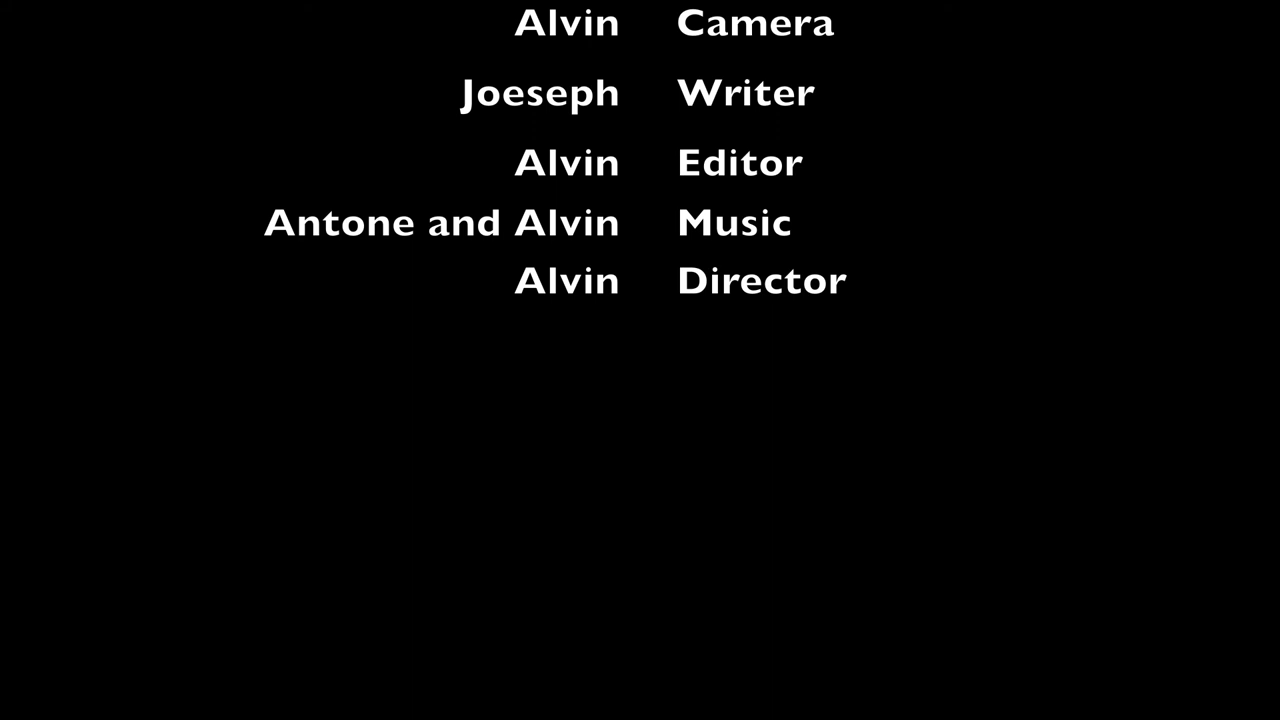 Alvin Camera
Joeseph Writer
Alvin Editor
Antone and Alvin Music
Alvin Director